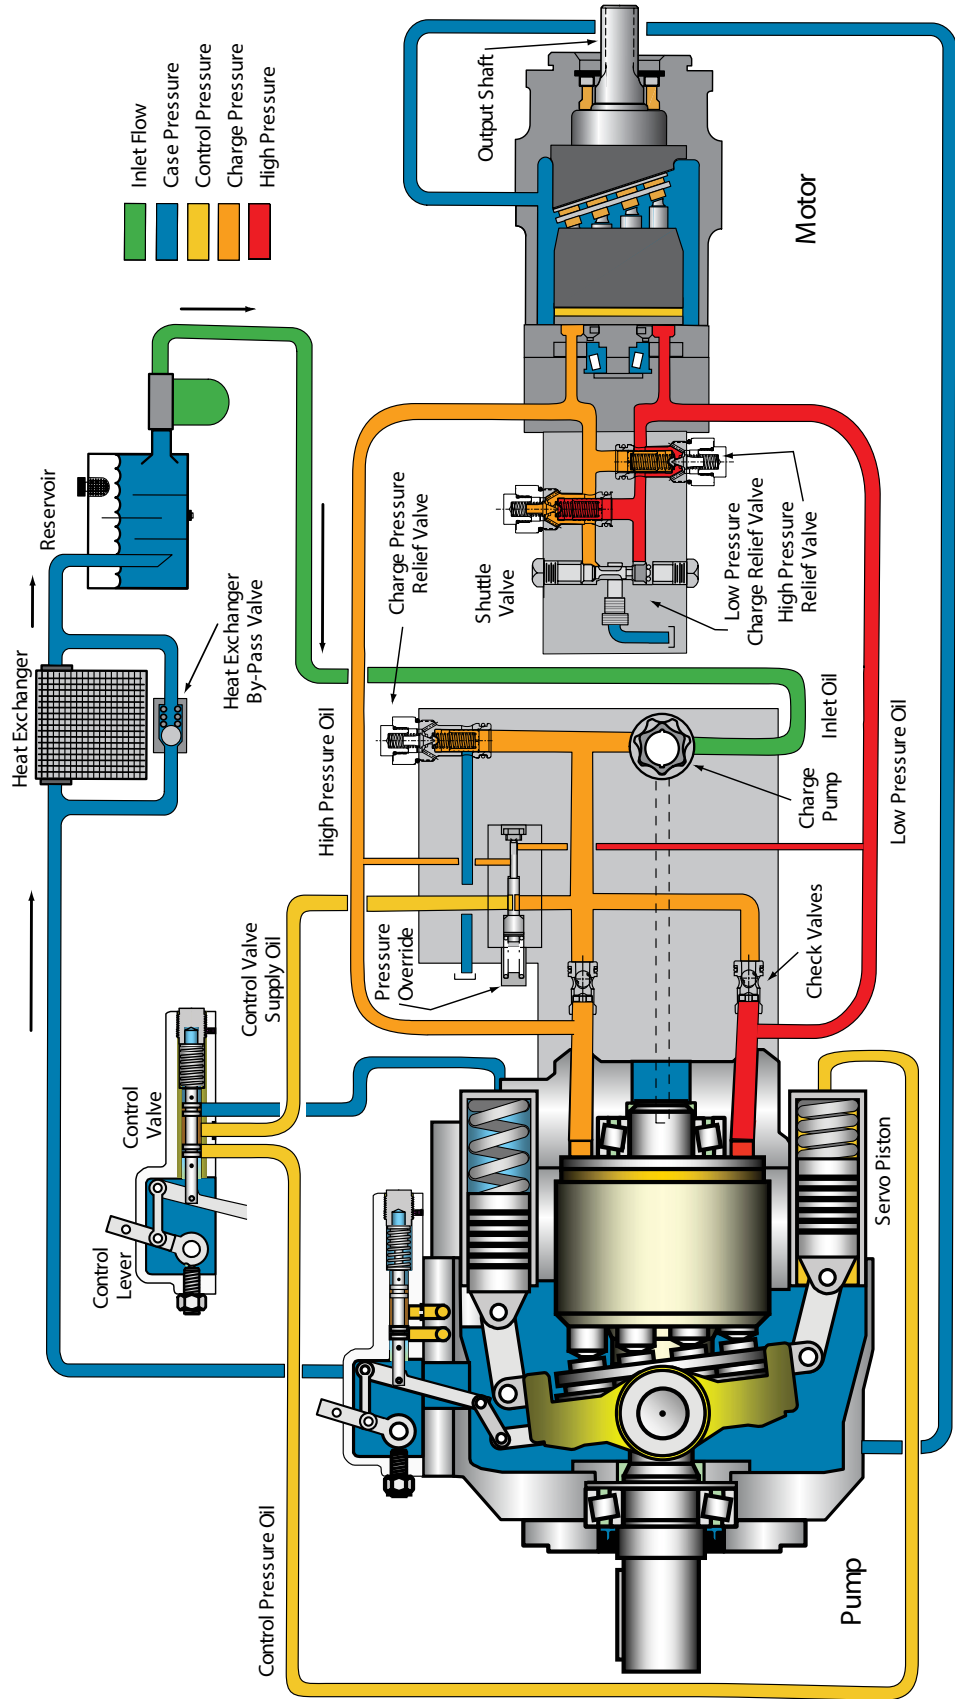 Inlet Flow
Case Pressure
Control Pressure
Charge Pressure
High Pressure
Output Shaft
Motor
Reservoir
Heat Exchanger
Heat Exchanger
By-Pass Valve
Charge Pressure
Relief Valve
Shuttle
Valve
Low Pressure
Charge Relief Valve
High Pressure
Relief Valve
High Pressure Oil
Inlet Oil
Charge
Pump
Low Pressure Oil
Control Valve
Supply Oil
Pressure
Override
Check Valves
Control
Valve
Control
Lever
Servo Piston
Control Pressure Oil
Pump